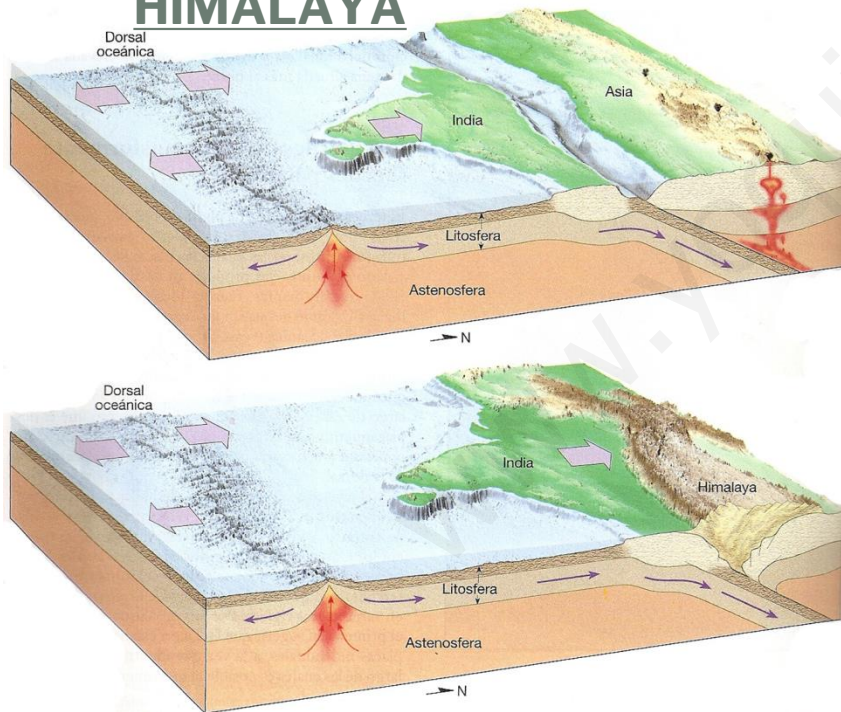 HIMALAYA
Dorsal
oceánica
Asia
India
Litosfera
Astenosfera
N
Dorsal
oceánica
India
Himalaya
Litosfera
Astenosfera
N